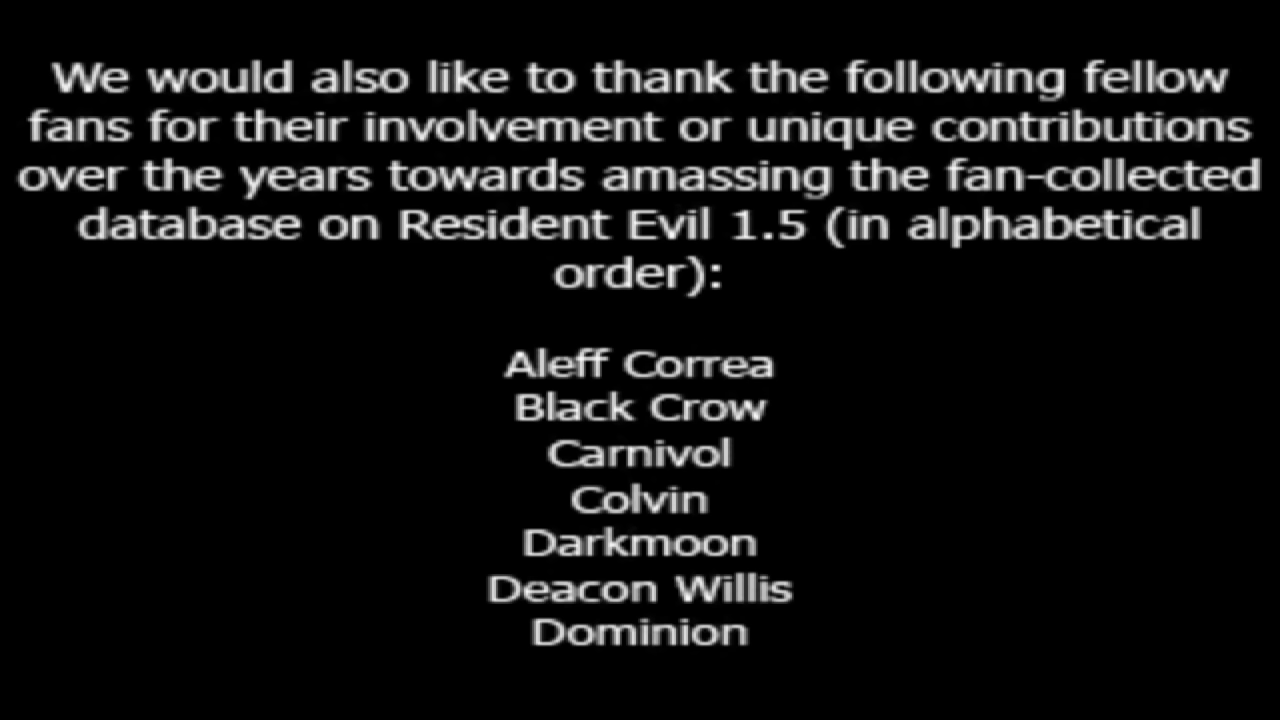 We would also like to thank the following fellow
fans for their involvement or unique contributions
over the years towards amassing the fan-collected
database on Resident Evil 1.5 (in alphabetical
order):
Aleff Correa
Black Crow
Carnivol
Colvin
Darkmoon
Deacon Willis
Dominion